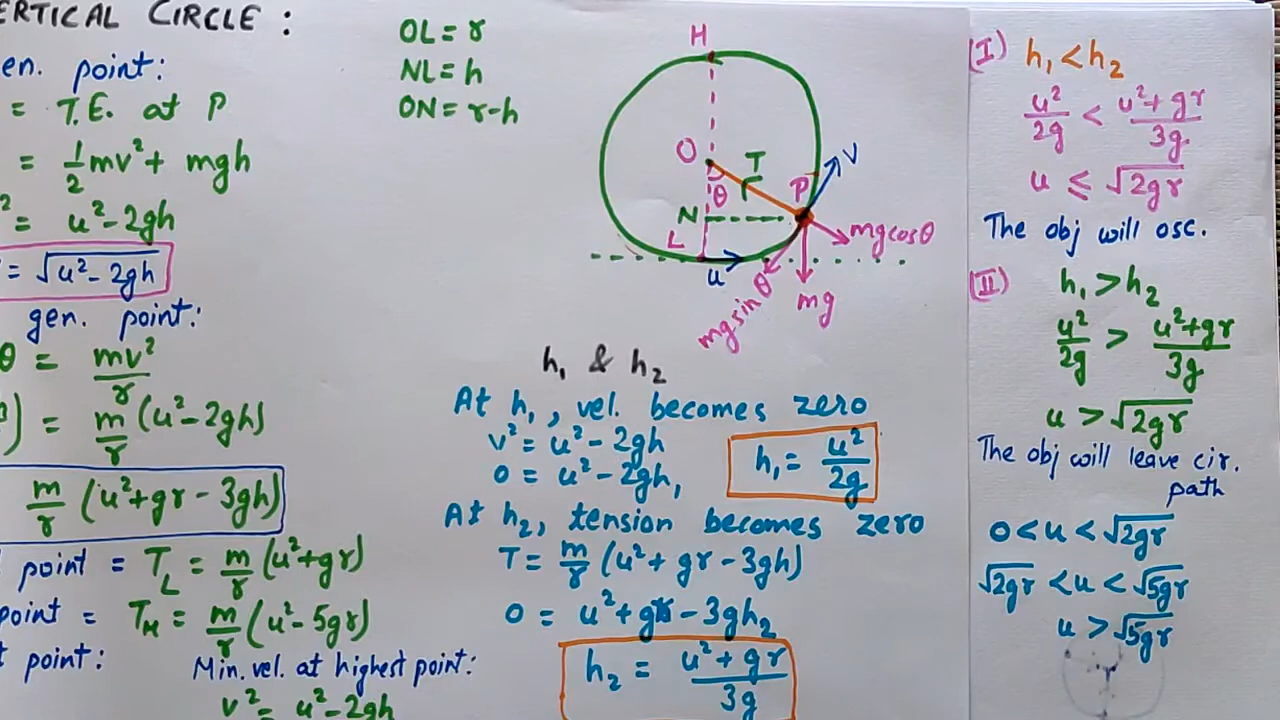 ERTICAL CIRCLE :
en. point:
= T.E. at P
= 1/2 mv² + mgh
² = u² - 2gh
= √u² - 2gh
gen. point:
θ = mv²/r
) = m/r (u² - 2gh)
m/r (u² + gr - 3gh)
point = T_L = m/r (u² + gr)
point = T_H = m/r (u² - 5gr)
t point:
Min. vel. at highest point:
v² = u² - 2gh
OL = r
NL = h
ON = r-h
H
O
T
θ
P
V
N
L
u
mg cosθ
mg sinθ
mg
h₁ & h₂
At h₁, vel. becomes zero
v² = u² - 2gh
0 = u² - 2gh₁
h₁ = u²/2g
At h₂, tension becomes zero
T = m/r (u² + gr - 3gh)
0 = u² + gr - 3gh₂
h₂ = u² + gr/3g
(I) h₁ < h₂
u²/2g < u² + gr/3g
u ≤ √2gr
The obj will osc.
(II) h₁ > h₂
u²/2g > u² + gr/3g
u > √2gr
The obj will leave cir.
path
0 < u < √2gr
√2gr < u < √5gr
u > √5gr